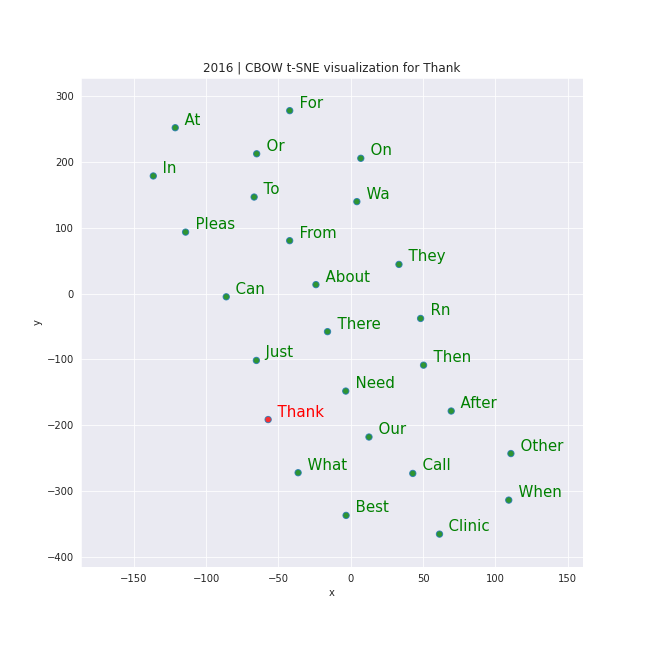 2016 | CBOW t-SNE visualization for Thank
300
200
100
0
−100
−200
−300
−400
y
For
At
Or
On
In
To
Wa
Pleas
From
They
About
Can
Rn
There
Just
Then
Need
After
Thank
Our
Other
What
Call
When
Best
Clinic
−150 −100 −50 0 50 100 150
x